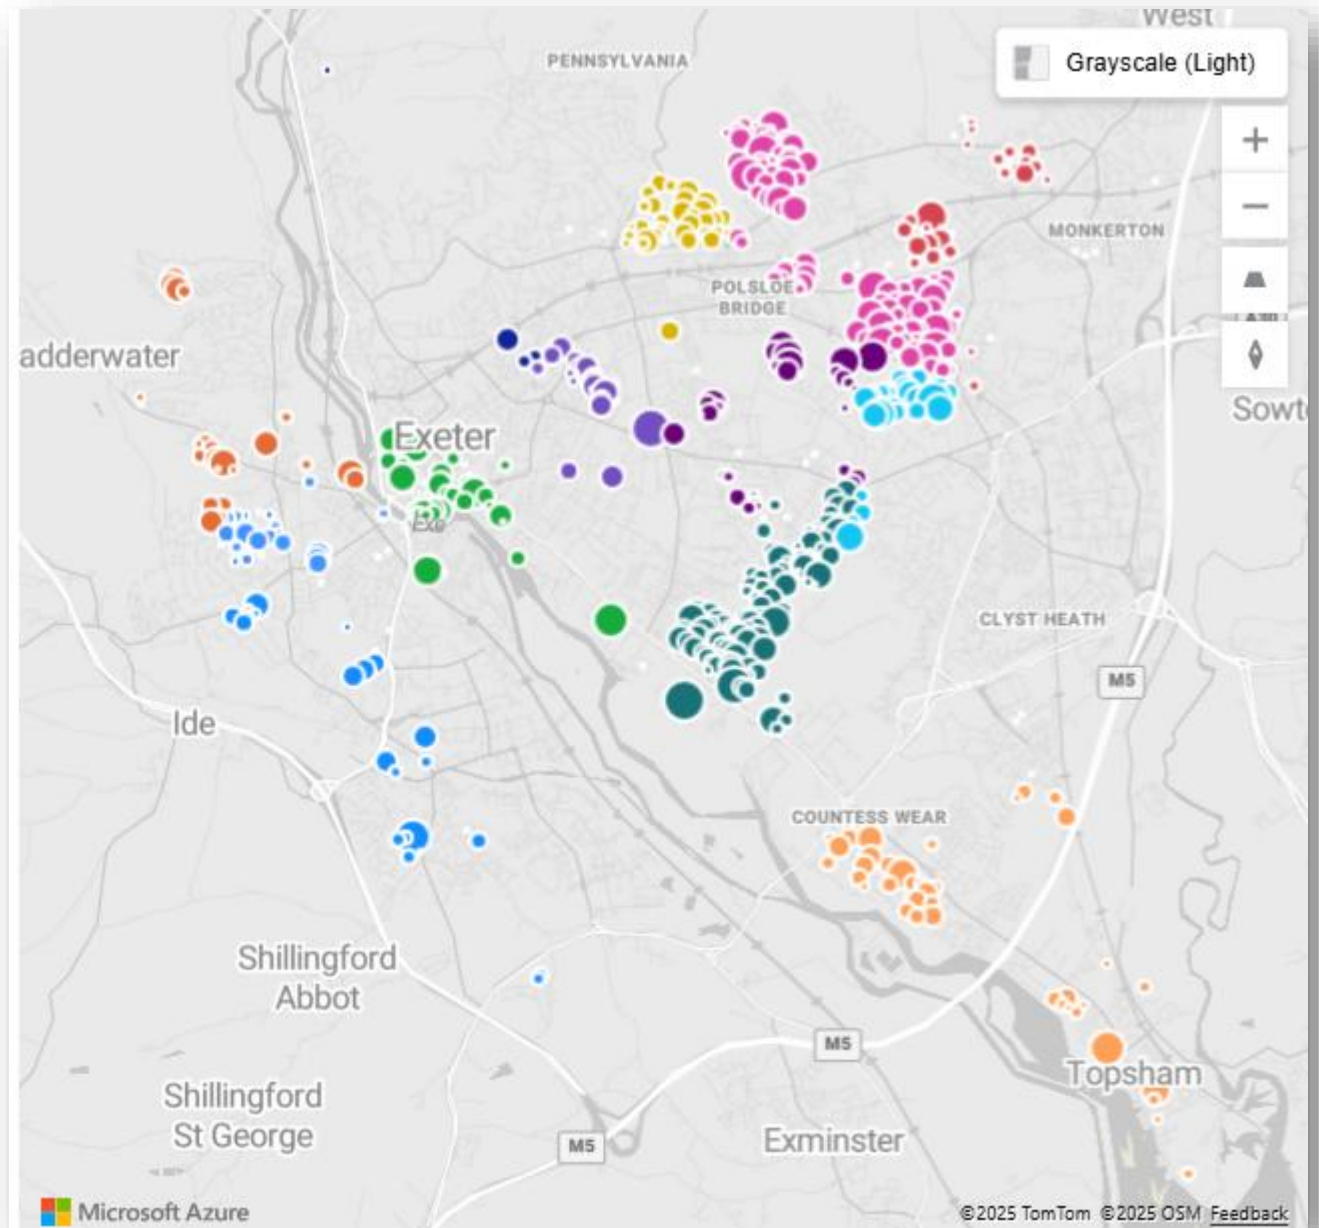 West
PENNSYLVANIA
Grayscale (Light)
MONKERTON
POLSLOE
BRIDGE
adderwater
Exeter
Sowt
Exe
CLYST HEATH
M5
Ide
COUNTESS WEAR
Shillingford
Abbot
M5
Topsham
Shillingford
St George
M5
Exminster
Microsoft Azure
©2025 TomTom ©2025 OSM Feedback